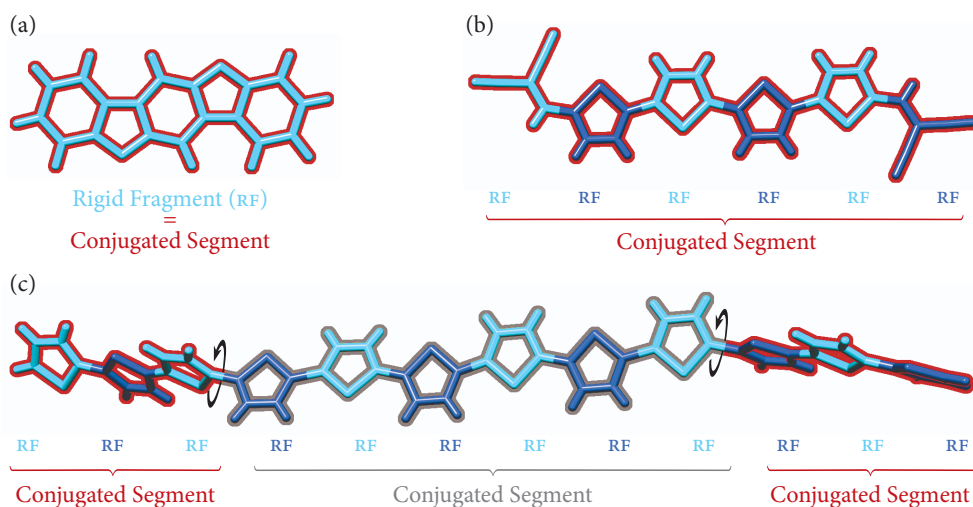 (a)
(b)
Rigid Fragment (RF)
=
Conjugated Segment
RF RF RF RF RF RF
Conjugated Segment
(c)
RF RF RF RF RF RF RF RF RF RF RF RF
Conjugated Segment Conjugated Segment Conjugated Segment